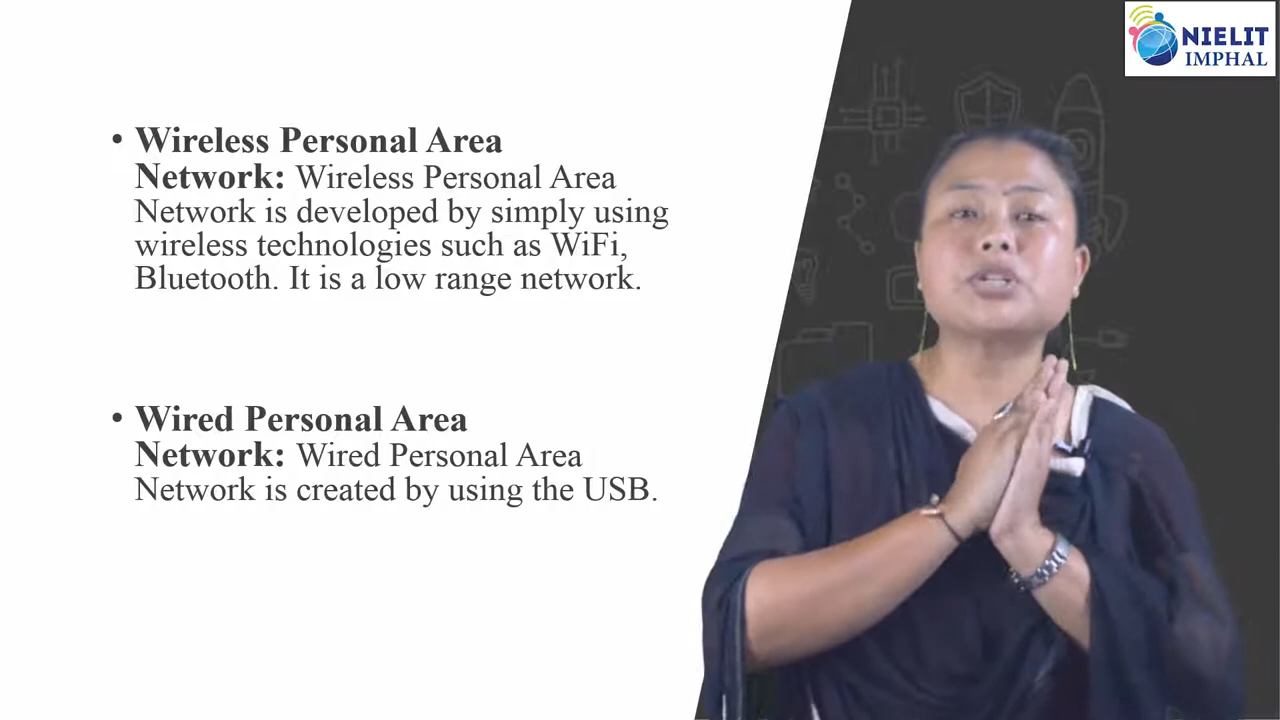 NIELIT
IMPHAL
• Wireless Personal Area
Network: Wireless Personal Area
Network is developed by simply using
wireless technologies such as WiFi,
Bluetooth. It is a low range network.
• Wired Personal Area
Network: Wired Personal Area
Network is created by using the USB.